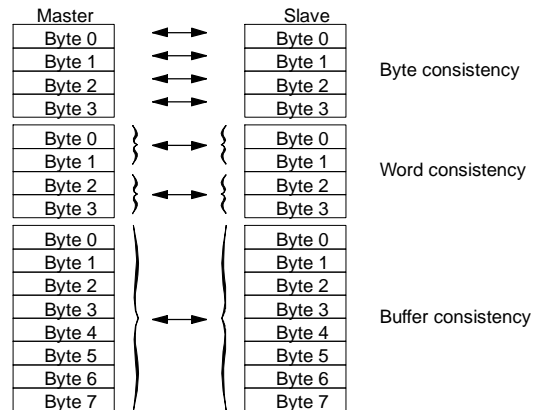 Master Slave
Byte 0 Byte 0
Byte 1 Byte 1
Byte 2 Byte 2
Byte 3 Byte 3
Byte consistency
Byte 0 Byte 0
Byte 1 Byte 1
Byte 2 Byte 2
Byte 3 Byte 3
Word consistency
Byte 0 Byte 0
Byte 1 Byte 1
Byte 2 Byte 2
Byte 3 Byte 3
Byte 4 Byte 4
Byte 5 Byte 5
Byte 6 Byte 6
Byte 7 Byte 7
Buffer consistency